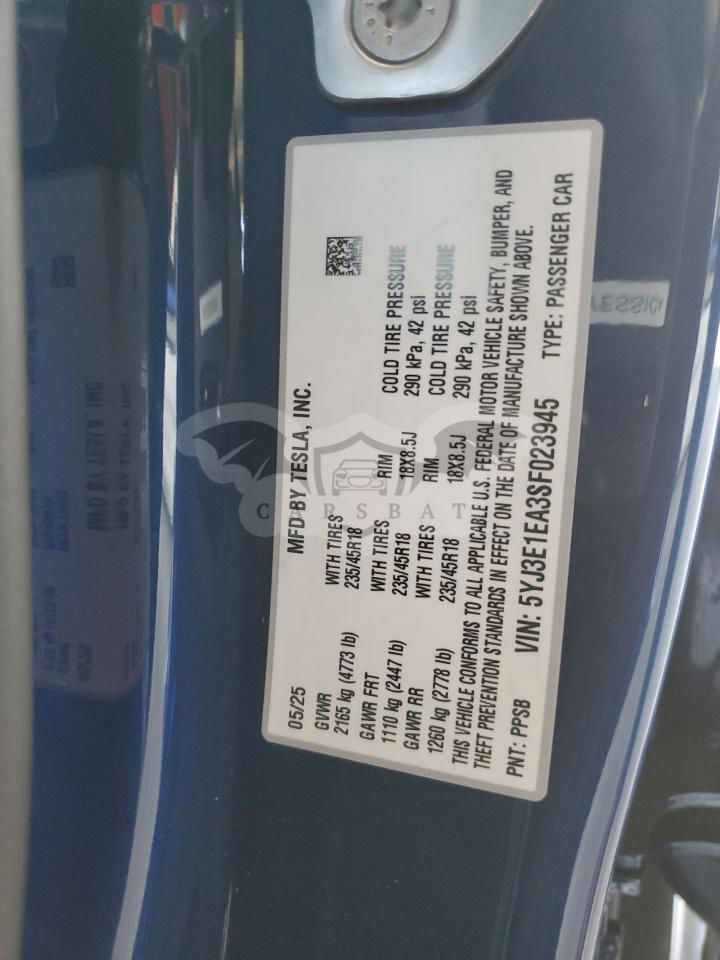 MFD BY TESLA, INC.
05/25
GVWR
2165 kg (4773 lb)
WITH TIRES
235/45R18
GAWR FRT
1110 kg (2447 lb)
WITH TIRES
235/45R18
RIM
18X8.5J
COLD TIRE PRESSURE
290 kPa, 42 psi
GAWR RR
1260 kg (2778 lb)
WITH TIRES
235/45R18
RIM
18X8.5J
COLD TIRE PRESSURE
290 kPa, 42 psi
THIS VEHICLE CONFORMS TO ALL APPLICABLE U.S. FEDERAL MOTOR VEHICLE SAFETY, BUMPER, AND
THEFT PREVENTION STANDARDS IN EFFECT ON THE DATE OF MANUFACTURE SHOWN ABOVE.
PNT: PPSB VIN: 5YJ3E1EA3SF023945 TYPE: PASSENGER CAR
CARSBAT